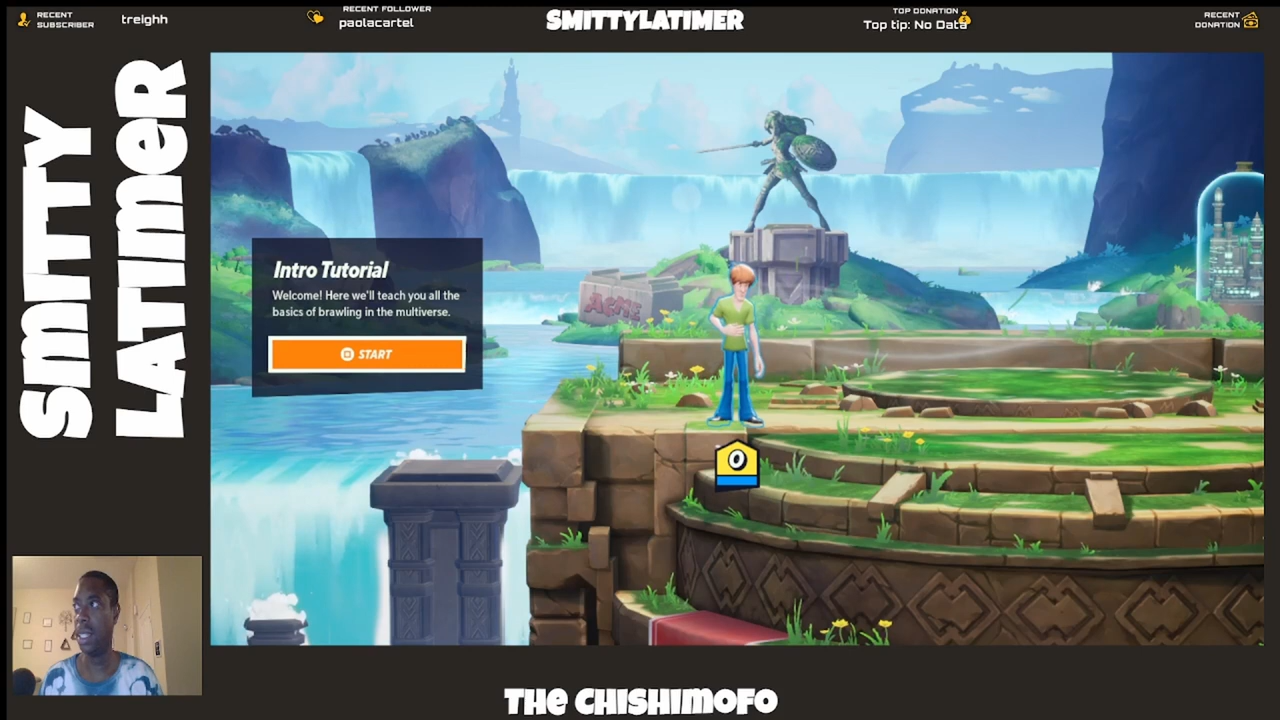 RECENT
SUBSCRIBER
treighh
RECENT FOLLOWER
paolacartel
SMITTYLATIMER
TOP DONATION
Top tip: No Data
RECENT
DONATION
SMITTY
LATIMER
Intro Tutorial
Welcome! Here we'll teach you all the
basics of brawling in the multiverse.
START
ACME
0
THE CHISHIMOFO